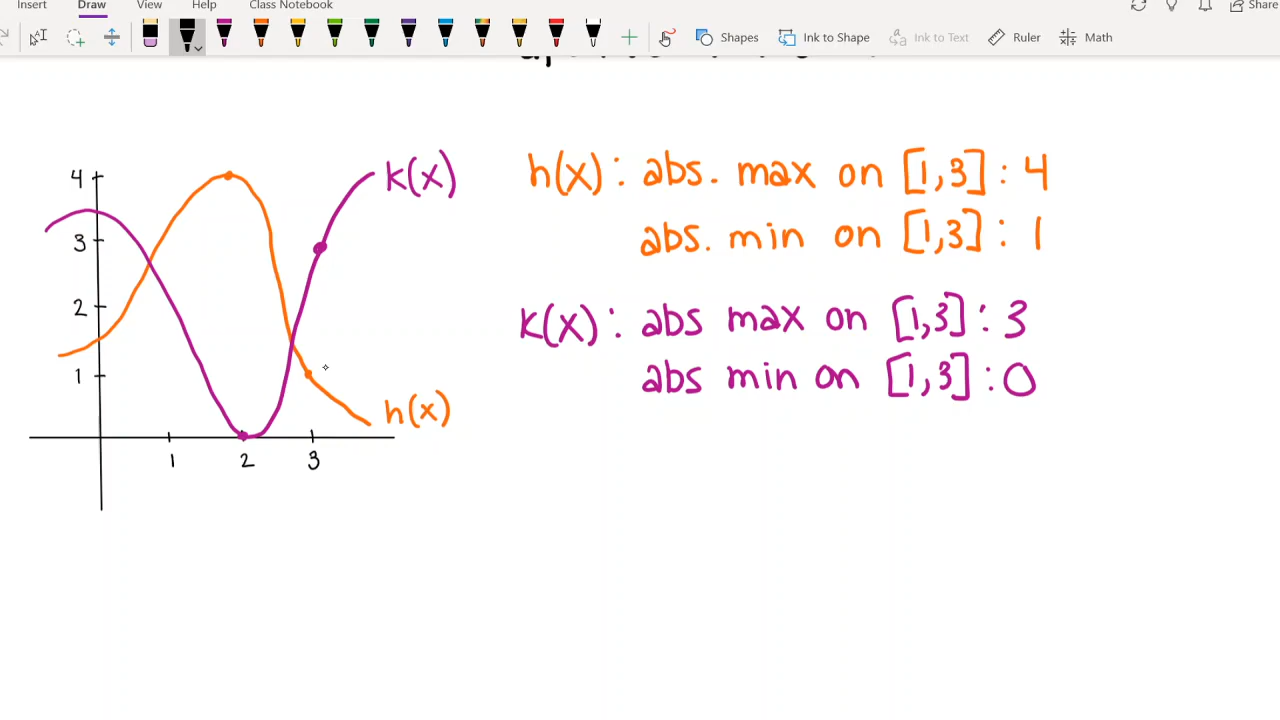 Insert Draw View Help Class Notebook Share
Shapes Ink to Shape Ink to Text Ruler Math
h(x): abs. max on [1,3]: 4
abs. min on [1,3]: 1
k(x): abs max on [1,3]: 3
abs min on [1,3]: 0
k(x)
4
3
2
1
h(x)
1 2 3